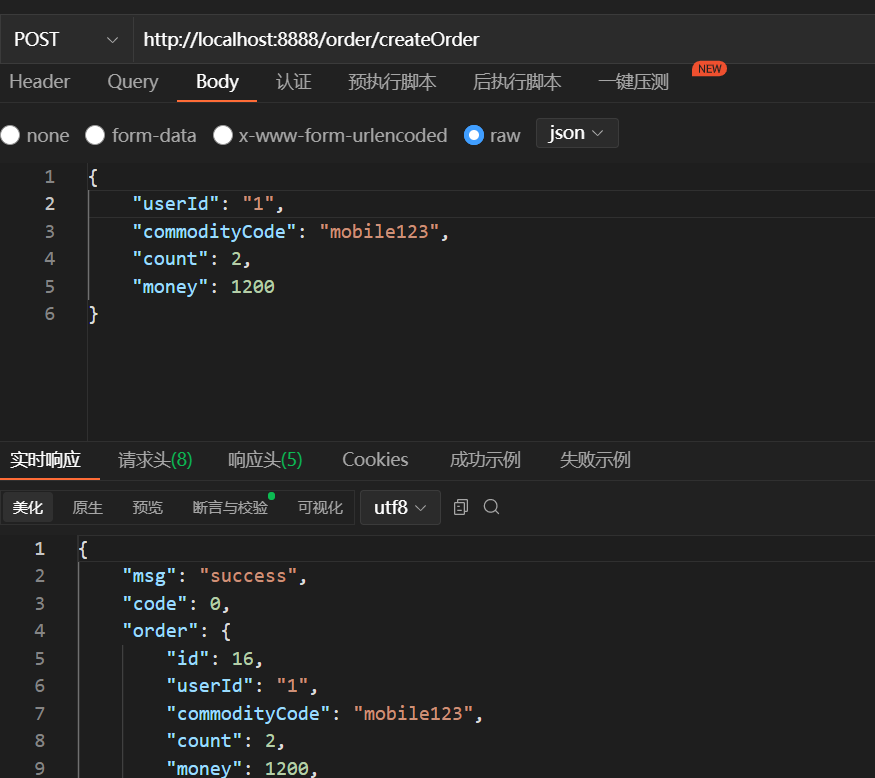 POST http://localhost:8888/order/createOrder
Header Query Body 认证 预执行脚本 后执行脚本 一键压测 NEW
none form-data x-www-form-urlencoded raw json
1 {
2 "userId": "1",
3 "commodityCode": "mobile123",
4 "count": 2,
5 "money": 1200
6 }
实时响应 请求头(8) 响应头(5) Cookies 成功示例 失败示例
美化 原生 预览 断言与校验 可视化 utf8
1 {
2 "msg": "success",
3 "code": 0,
4 "order": {
5 "id": 16,
6 "userId": "1",
7 "commodityCode": "mobile123",
8 "count": 2,
9 "money": 1200,